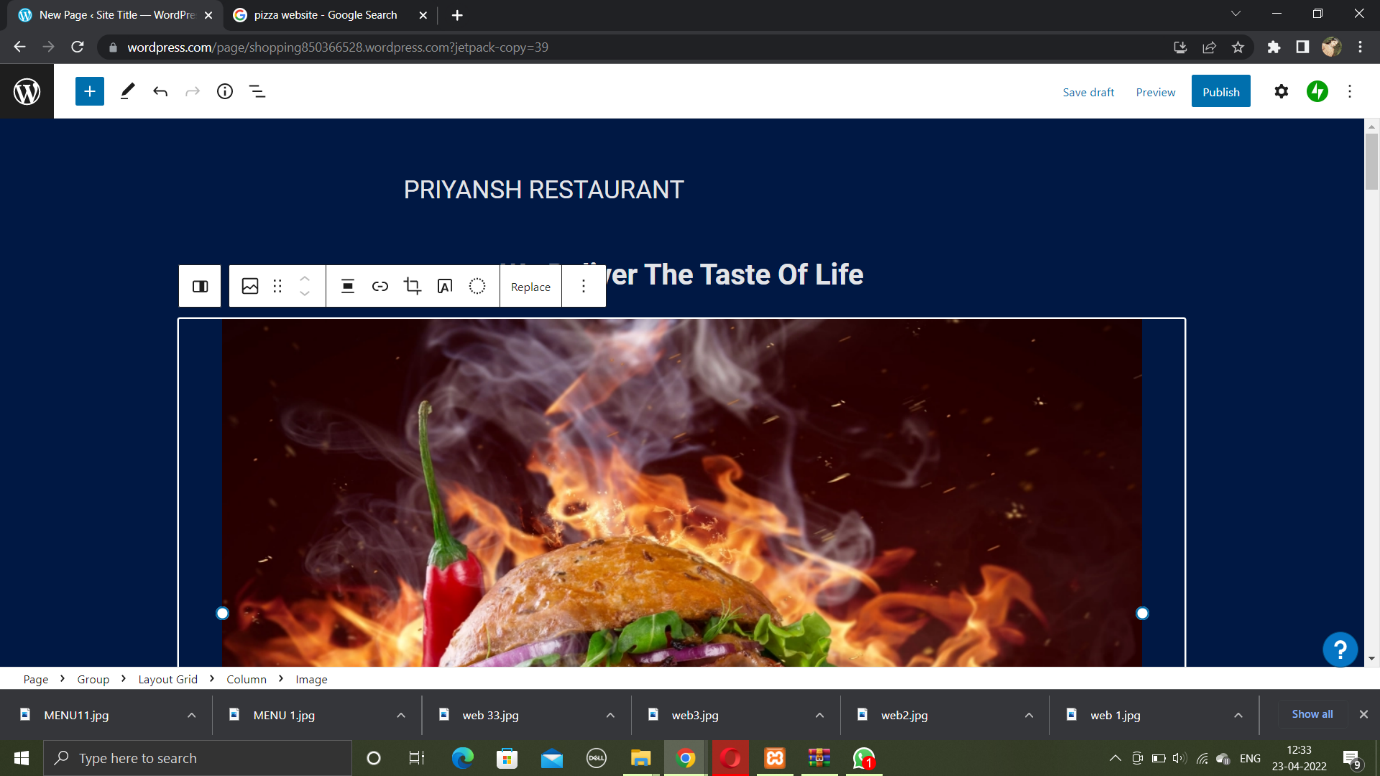 New Page ‹ Site Title — WordPre
pizza website - Google Search
wordpress.com/page/shopping850366528.wordpress.com?jetpack-copy=39
Save draft
Preview
Publish
PRIYANSH RESTAURANT
The Taste Of Life
Replace
Page > Group > Layout Grid > Column > Image
MENU11.jpg
MENU 1.jpg
web 33.jpg
web3.jpg
web2.jpg
web 1.jpg
Show all
Type here to search
DELL
1
ENG
12:33
23-04-2022
9